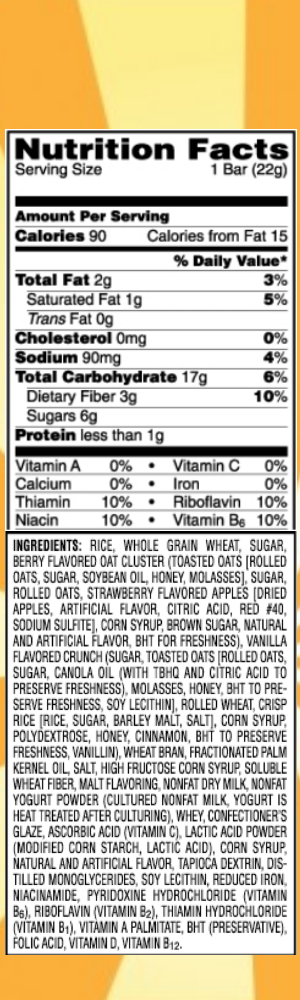 Nutrition Facts
Serving Size 1 Bar (22g)
Amount Per Serving
Calories 90 Calories from Fat 15
% Daily Value*
Total Fat 2g 3%
Saturated Fat 1g 5%
Trans Fat 0g
Cholesterol 0mg 0%
Sodium 90mg 4%
Total Carbohydrate 17g 6%
Dietary Fiber 3g 10%
Sugars 6g
Protein less than 1g
Vitamin A 0% • Vitamin C 0%
Calcium 0% • Iron 0%
Thiamin 10% • Riboflavin 10%
Niacin 10% • Vitamin B6 10%
INGREDIENTS: RICE, WHOLE GRAIN WHEAT, SUGAR,
BERRY FLAVORED OAT CLUSTER (TOASTED OATS [ROLLED
OATS, SUGAR, SOYBEAN OIL, HONEY, MOLASSES], SUGAR,
ROLLED OATS, STRAWBERRY FLAVORED APPLES [DRIED
APPLES, ARTIFICIAL FLAVOR, CITRIC ACID, RED #40,
SODIUM SULFITE], CORN SYRUP, BROWN SUGAR, NATURAL
AND ARTIFICIAL FLAVOR, BHT FOR FRESHNESS), VANILLA
FLAVORED CRUNCH (SUGAR, TOASTED OATS [ROLLED OATS,
SUGAR, CANOLA OIL (WITH TBHQ AND CITRIC ACID TO
PRESERVE FRESHNESS), MOLASSES, HONEY, BHT TO PRE-
SERVE FRESHNESS, SOY LECITHIN], ROLLED WHEAT, CRISP
RICE [RICE, SUGAR, BARLEY MALT, SALT], CORN SYRUP,
POLYDEXTROSE, HONEY, CINNAMON, BHT TO PRESERVE
FRESHNESS, VANILLIN), WHEAT BRAN, FRACTIONATED PALM
KERNEL OIL, SALT, HIGH FRUCTOSE CORN SYRUP, SOLUBLE
WHEAT FIBER, MALT FLAVORING, NONFAT DRY MILK, NONFAT
YOGURT POWDER (CULTURED NONFAT MILK, YOGURT IS
HEAT TREATED AFTER CULTURING), WHEY, CONFECTIONER'S
GLAZE, ASCORBIC ACID (VITAMIN C), LACTIC ACID POWDER
(MODIFIED CORN STARCH, LACTIC ACID), CORN SYRUP,
NATURAL AND ARTIFICIAL FLAVOR, TAPIOCA DEXTRIN, DIS-
TILLED MONOGLYCERIDES, SOY LECITHIN, REDUCED IRON,
NIACINAMIDE, PYRIDOXINE HYDROCHLORIDE (VITAMIN
B6), RIBOFLAVIN (VITAMIN B2), THIAMIN HYDROCHLORIDE
(VITAMIN B1), VITAMIN A PALMITATE, BHT (PRESERVATIVE),
FOLIC ACID, VITAMIN D, VITAMIN B12.